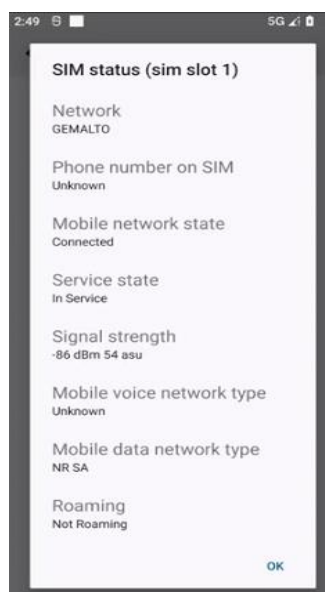 2:49 5G
SIM status (sim slot 1)
Network
GEMALTO
Phone number on SIM
Unknown
Mobile network state
Connected
Service state
In Service
Signal strength
-86 dBm 54 asu
Mobile voice network type
Unknown
Mobile data network type
NR SA
Roaming
Not Roaming
OK